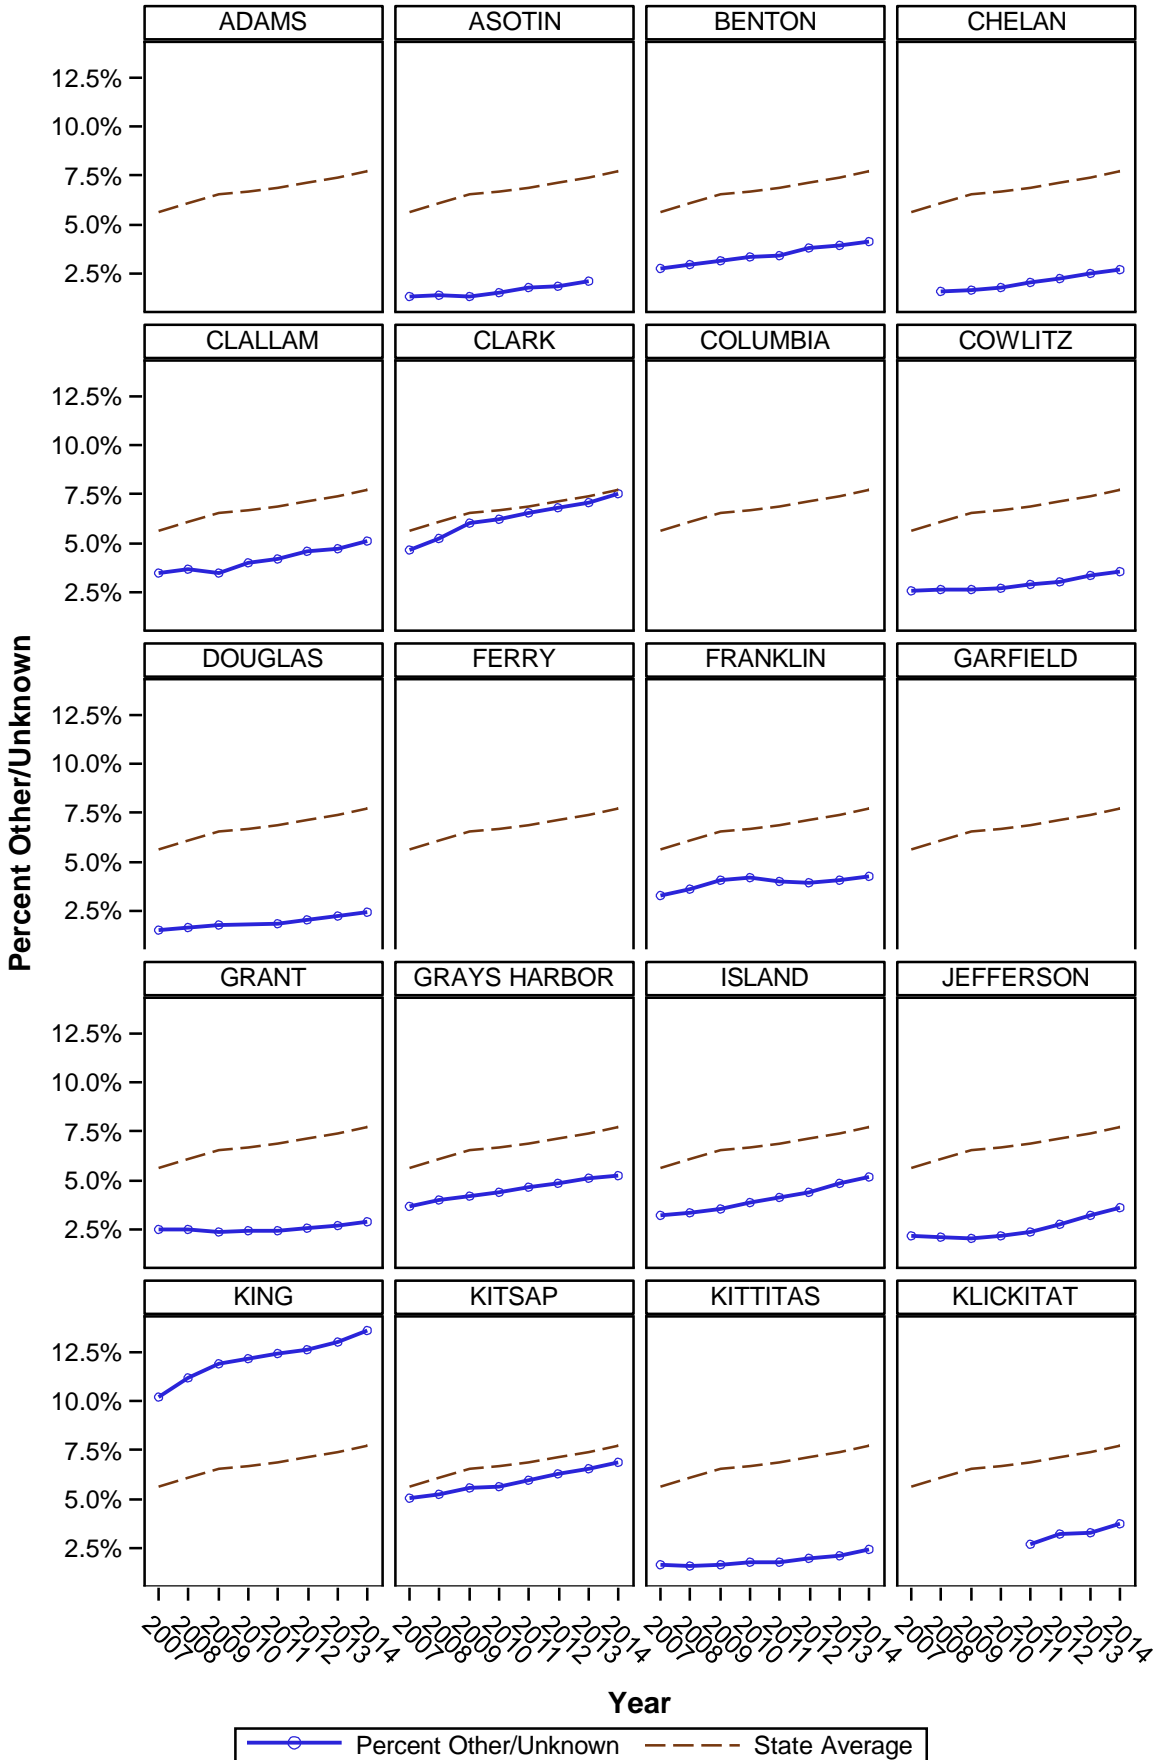 ADAMS ASOTIN BENTON CHELAN
12.5%
10.0%
7.5%
5.0%
2.5%
CLALLAM CLARK COLUMBIA COWLITZ
12.5%
10.0%
7.5%
5.0%
2.5%
DOUGLAS FERRY FRANKLIN GARFIELD
12.5%
10.0%
7.5%
5.0%
2.5%
GRANT GRAYS HARBOR ISLAND JEFFERSON
12.5%
10.0%
7.5%
5.0%
2.5%
KING KITSAP KITTITAS KLICKITAT
12.5%
10.0%
7.5%
5.0%
2.5%
Percent Other/Unknown
2007 2008 2009 2010 2011 2012 2013 2014 2007 2008 2009 2010 2011 2012 2013 2014 2007 2008 2009 2010 2011 2012 2013 2014 2007 2008 2009 2010 2011 2012 2013 2014
Year
Percent Other/Unknown State Average